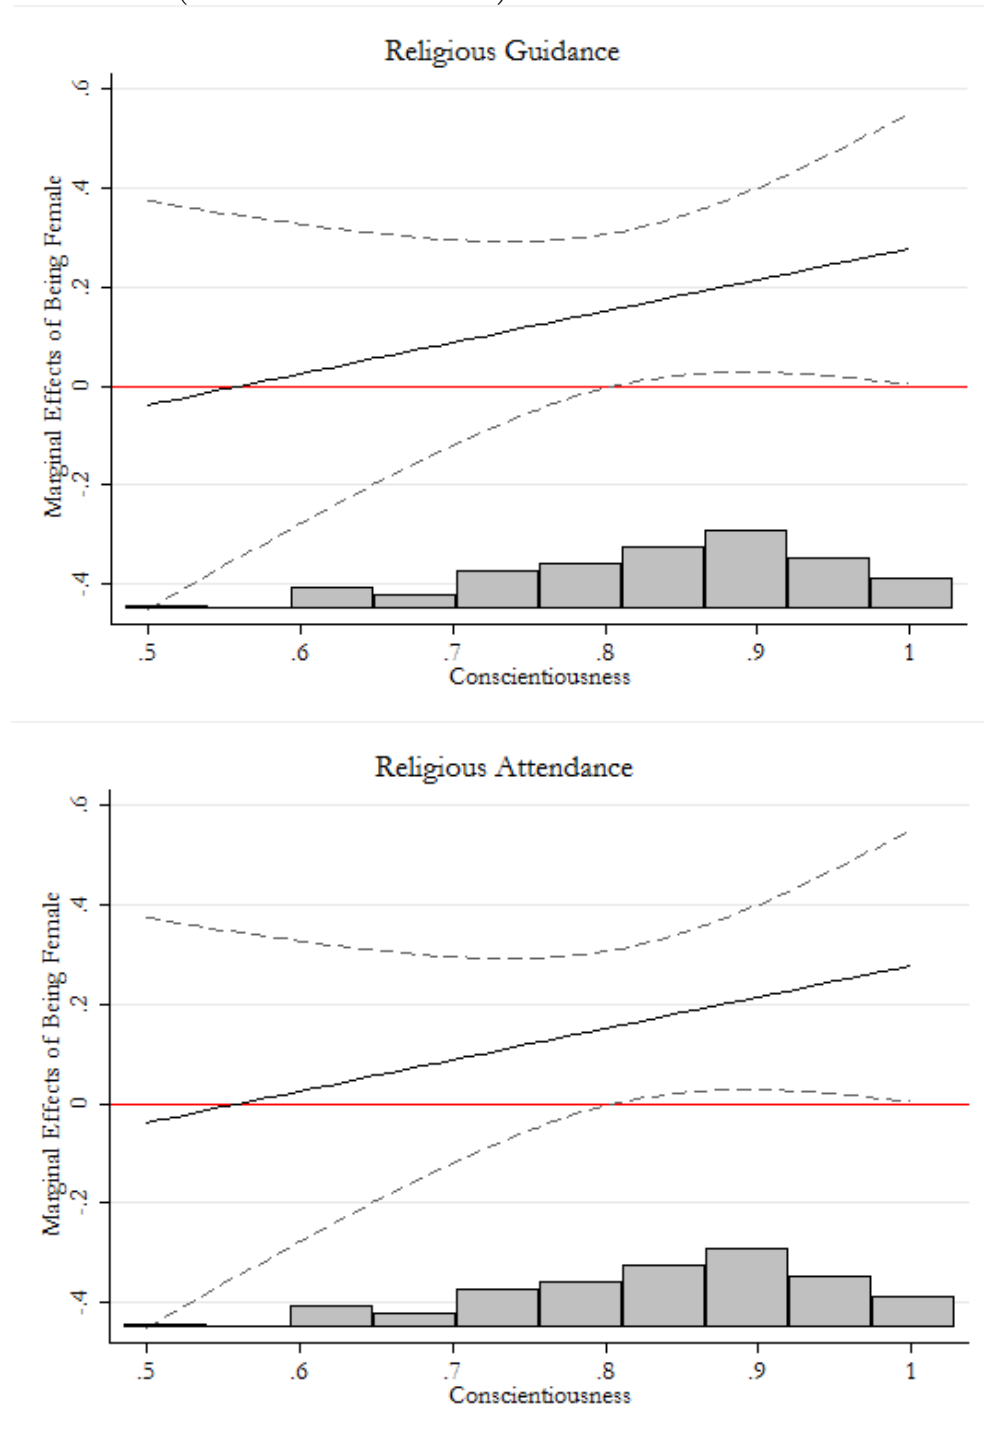 Religious Guidance
Marginal Effects of Being Female
.6
.4
.2
0
-.2
-.4
.5 .6 .7 .8 .9 1
Conscientiousness
Religious Attendance
Marginal Effects of Being Female
.6
.4
.2
0
-.2
-.4
.5 .6 .7 .8 .9 1
Conscientiousness